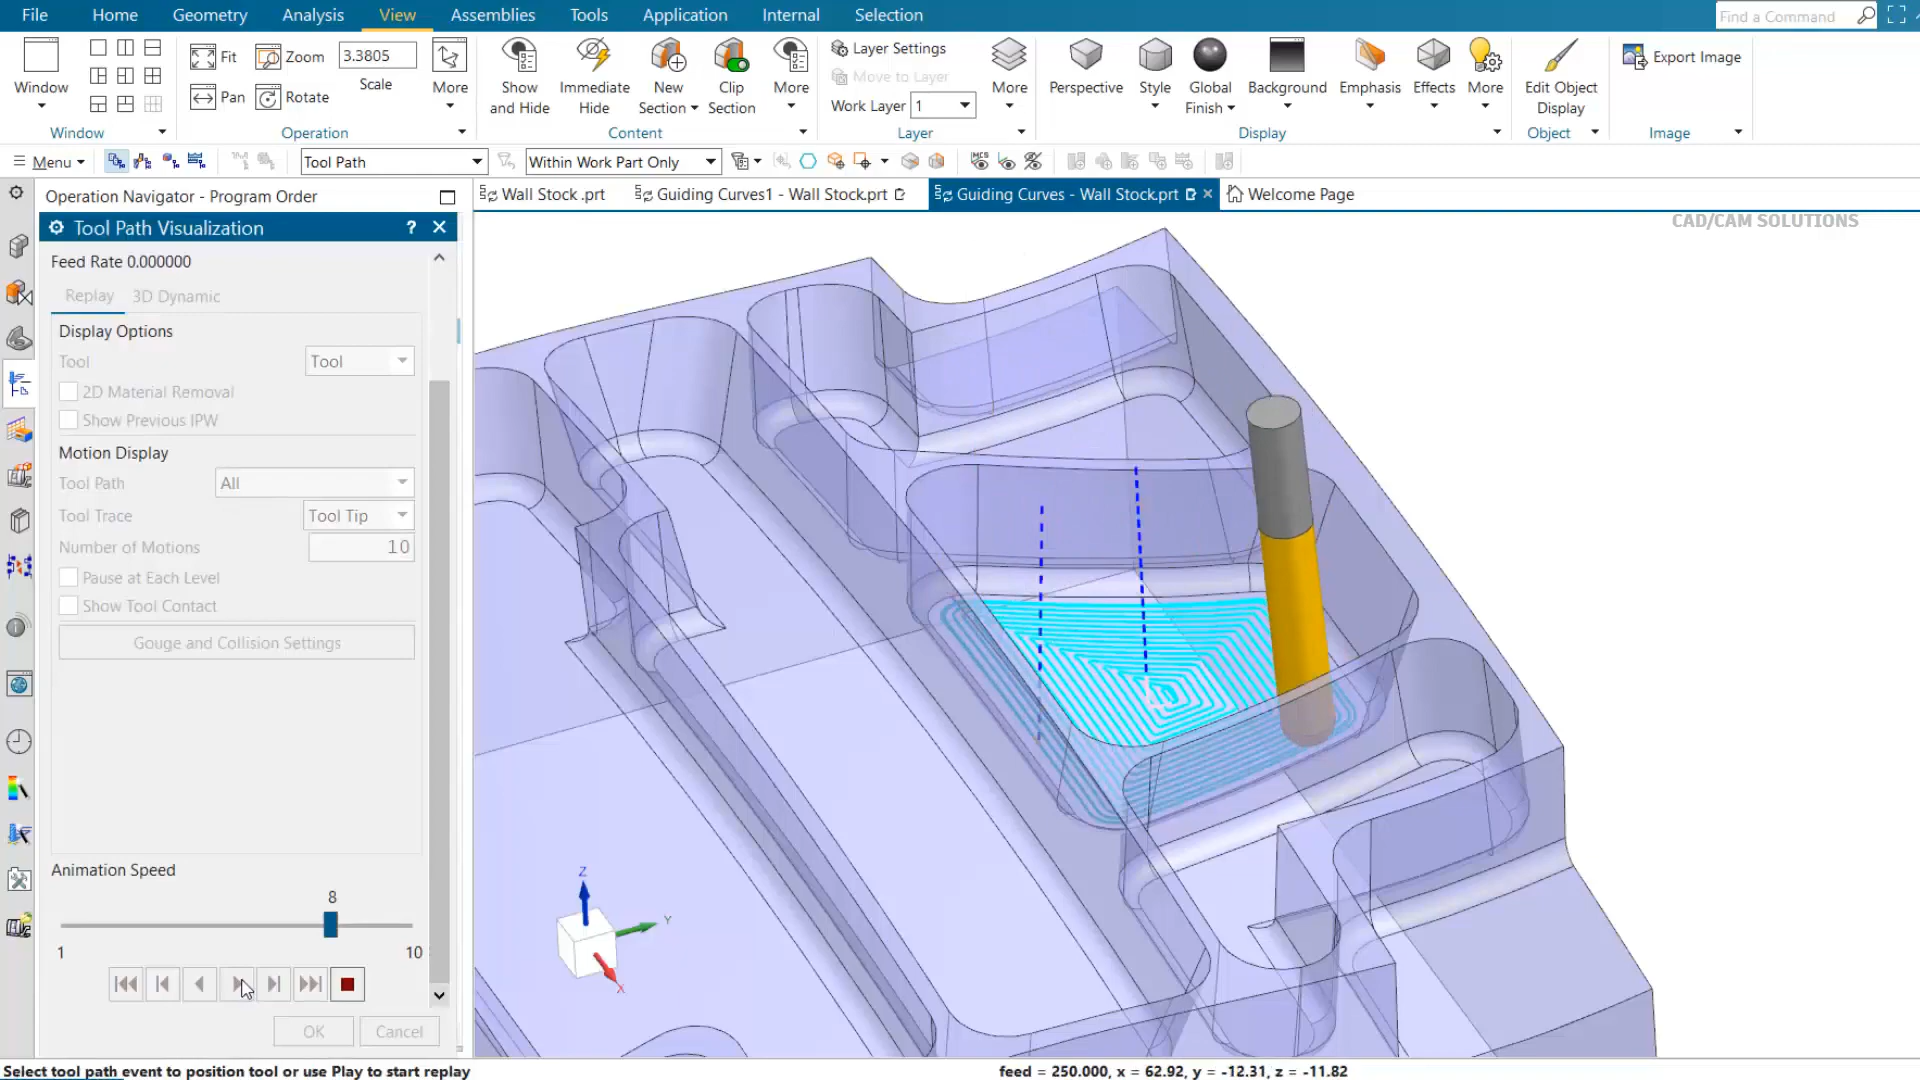 File Home Geometry Analysis View Assemblies Tools Application Internal Selection Find a Command
Window Fit Zoom 3.3805 More Show and Hide Immediate Hide New Section Clip Section More Layer Settings More Perspective Style Global Finish Background Emphasis Effects More Edit Object Display Export Image
Pan Rotate Scale Move to Layer
Work Layer 1
Window Operation Content Layer Display Object Image
Menu Tool Path Within Work Part Only MCS
Operation Navigator - Program Order Wall Stock .prt Guiding Curves1 - Wall Stock.prt Guiding Curves - Wall Stock.prt Welcome Page
CAD/CAM SOLUTIONS
Tool Path Visualization ? ×
Feed Rate 0.000000
Replay 3D Dynamic
Display Options
Tool Tool
2D Material Removal
Show Previous IPW
Motion Display
Tool Path All
Tool Trace Tool Tip
Number of Motions 10
Pause at Each Level
Show Tool Contact
Gouge and Collision Settings
Animation Speed
8
1 10
OK Cancel
Z
Y
X
Select tool path event to position tool or use Play to start replay feed = 250.000, x = 62.92, y = -12.31, z = -11.82